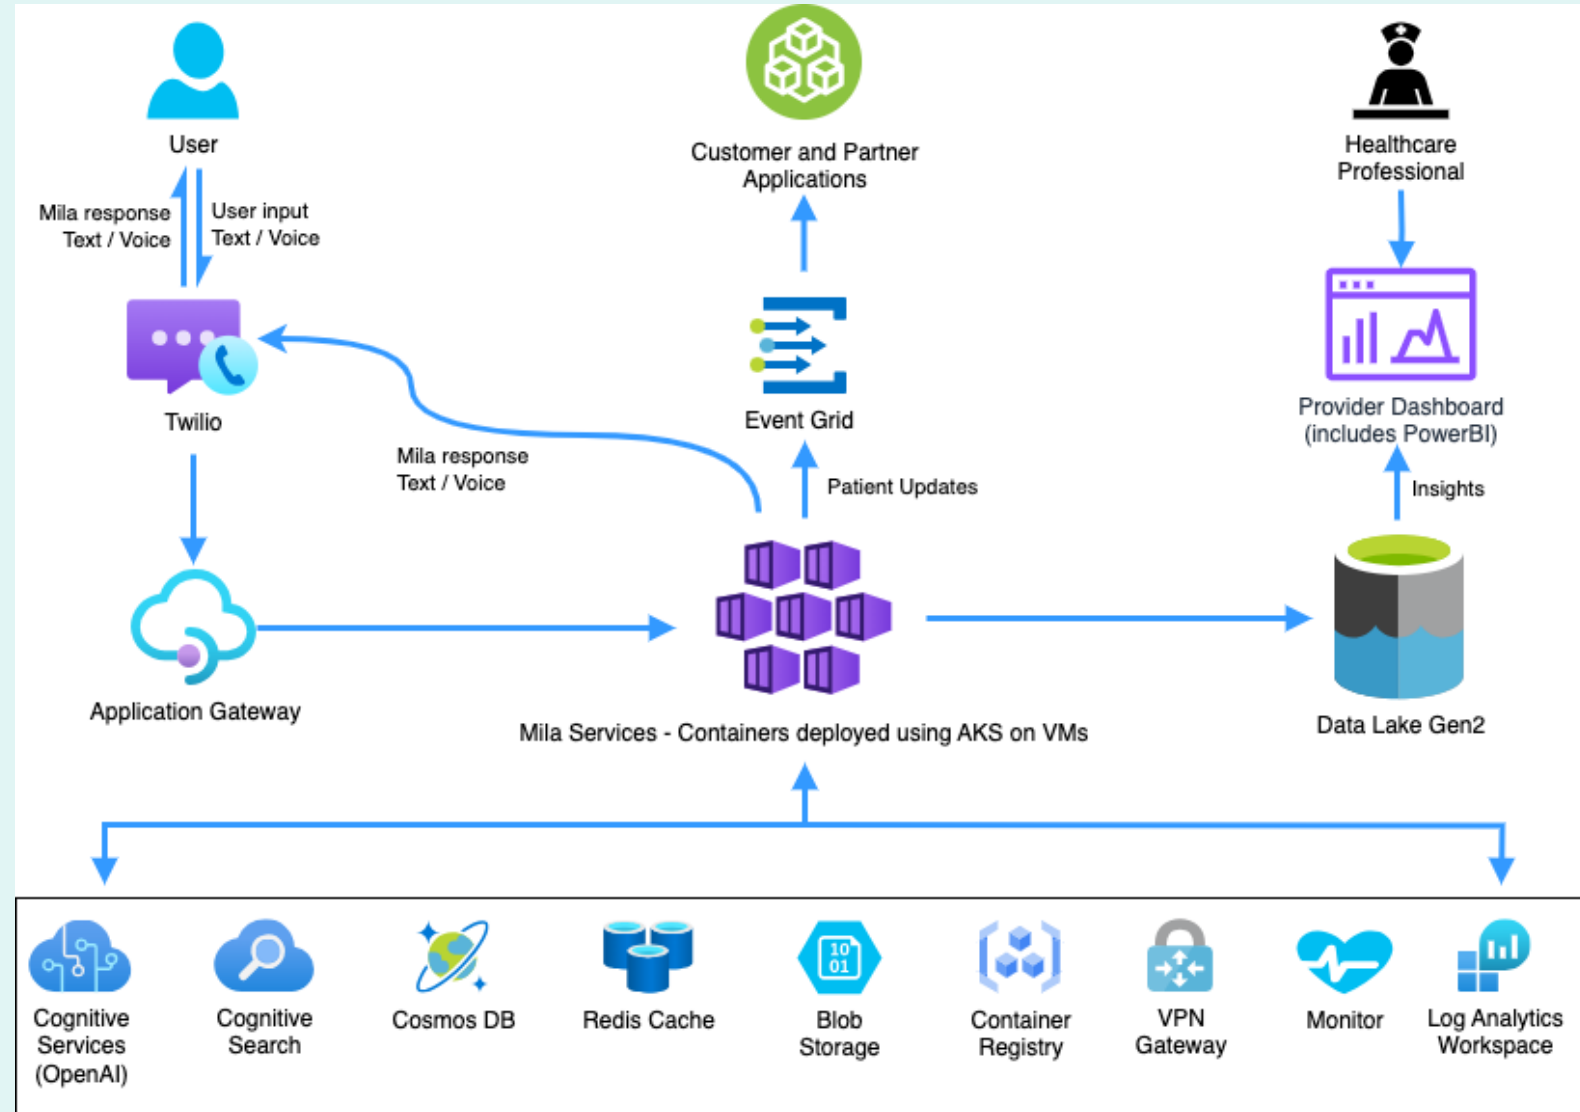 User
Mila response
Text / Voice
User input
Text / Voice
Twilio
Application Gateway
Customer and Partner
Applications
Event Grid
Mila response
Text / Voice
Patient Updates
Mila Services - Containers deployed using AKS on VMs
Healthcare
Professional
Provider Dashboard
(includes PowerBI)
Insights
Data Lake Gen2
Cognitive
Services
(OpenAI)
Cognitive
Search
Cosmos DB
Redis Cache
10
01
Blob
Storage
Container
Registry
VPN
Gateway
Monitor
Log Analytics
Workspace